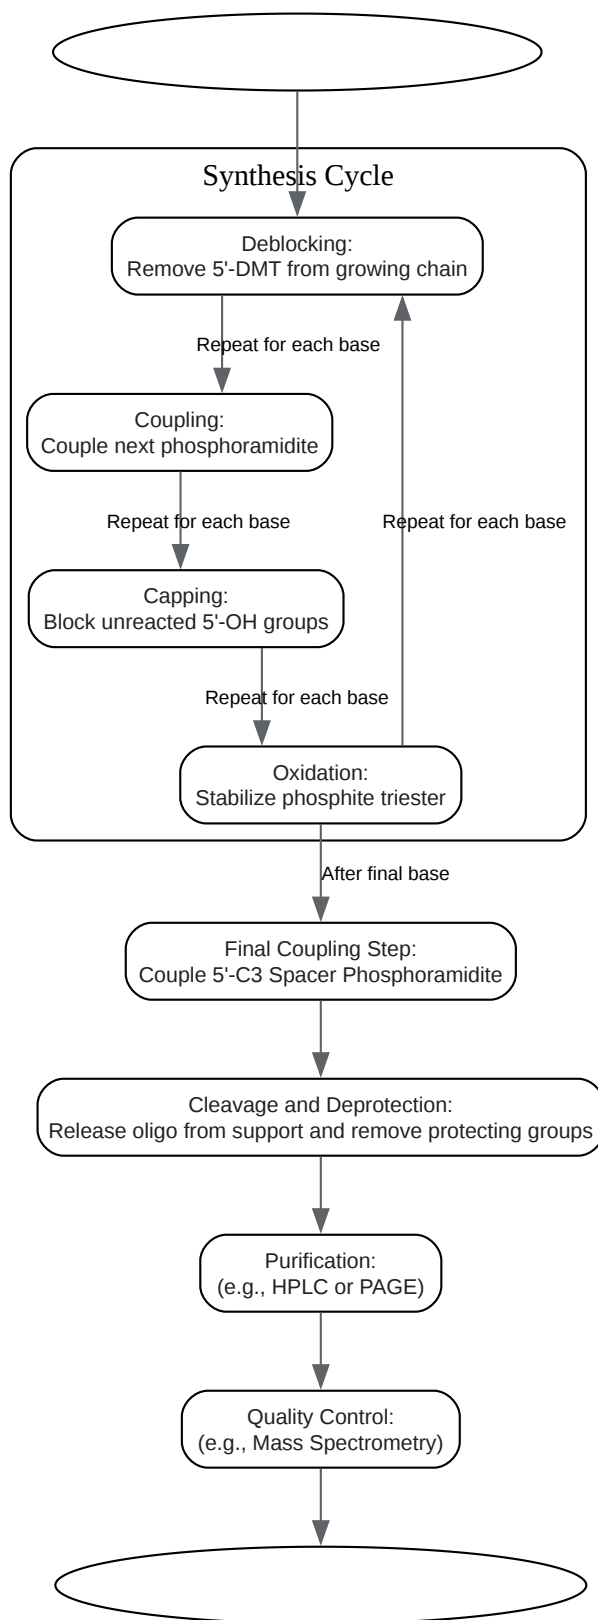 Synthesis Cycle
Deblocking:
Remove 5'-DMT from growing chain
Repeat for each base
Coupling:
Couple next phosphoramidite
Repeat for each base
Repeat for each base
Capping:
Block unreacted 5'-OH groups
Repeat for each base
Oxidation:
Stabilize phosphite triester
After final base
Final Coupling Step:
Couple 5'-C3 Spacer Phosphoramidite
Cleavage and Deprotection:
Release oligo from support and remove protecting groups
Purification:
(e.g., HPLC or PAGE)
Quality Control:
(e.g., Mass Spectrometry)